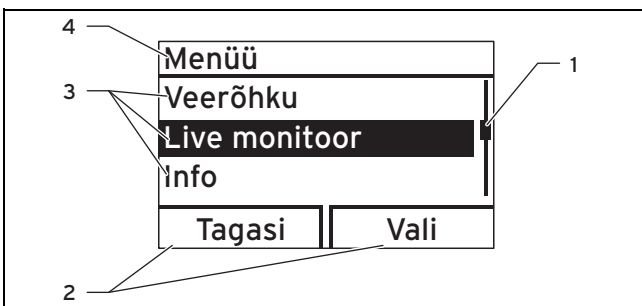 4
Menüü
1
3
Veerõhku
Live monitoor
Info
Tagasi Vali
2